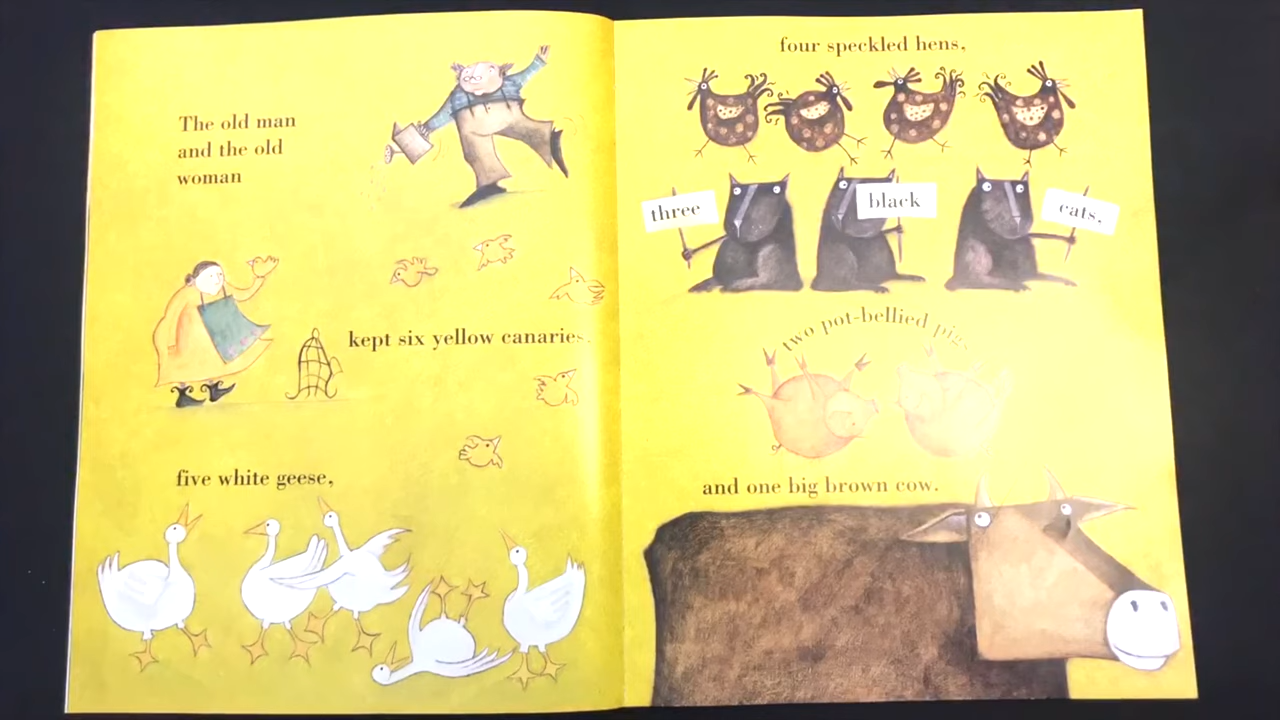 The old man
and the old
woman
kept six yellow canaries,
five white geese,
four speckled hens,
three black cats,
two pot-bellied pigs,
and one big brown cow.